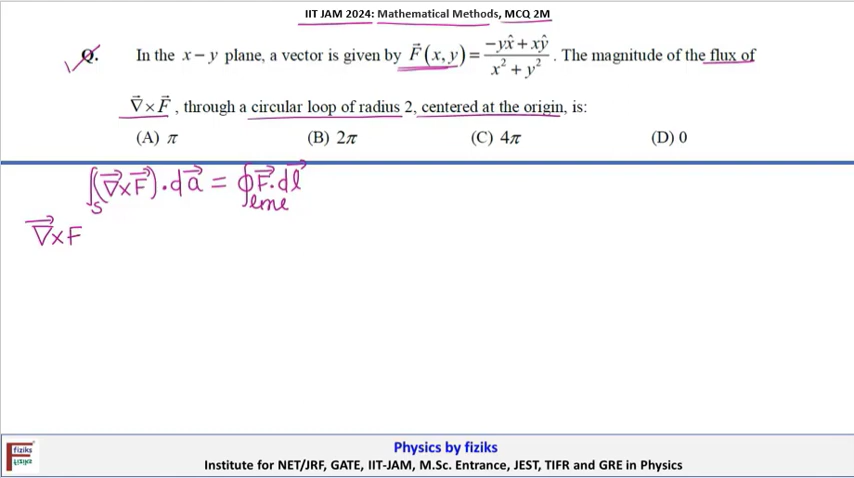 IIT JAM 2024: Mathematical Methods, MCQ 2M
Q. In the x − y plane, a vector is given by F⃗(x, y) = (−yx̂ + xŷ)/(x² + y²). The magnitude of the flux of
∇⃗×F⃗, through a circular loop of radius 2, centered at the origin, is:
(A) π (B) 2π (C) 4π (D) 0
∫_S (∇⃗×F⃗).da⃗ = ∮_line F⃗.dl⃗
∇⃗×F
fiziks
Physics by fiziks
Institute for NET/JRF, GATE, IIT-JAM, M.Sc. Entrance, JEST, TIFR and GRE in Physics